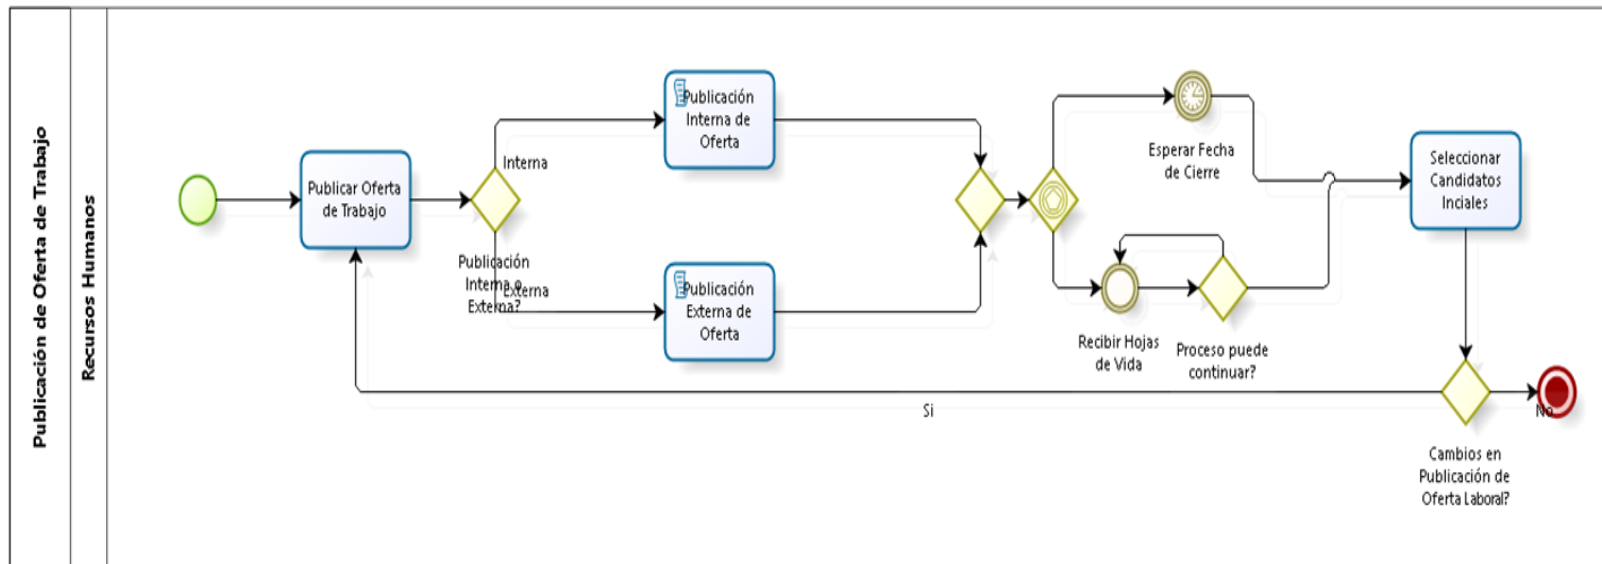 Publicación de Oferta de Trabajo
Recursos Humanos
Publicar Oferta
de Trabajo
Interna
Publicación
Interna o
Externa?
Externa
Publicación
Interna de
Oferta
Publicación
Externa de
Oferta
Esperar Fecha
de Cierre
Recibir Hojas
de Vida
Proceso puede
continuar?
Seleccionar
Candidatos
Inciales
Si
No
Cambios en
Publicación de
Oferta Laboral?